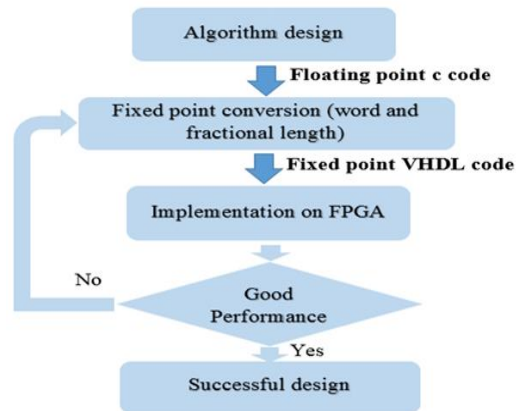 Algorithm design
Floating point c code
Fixed point conversion (word and
fractional length)
Fixed point VHDL code
Implementation on FPGA
No
Good
Performance
Yes
Successful design